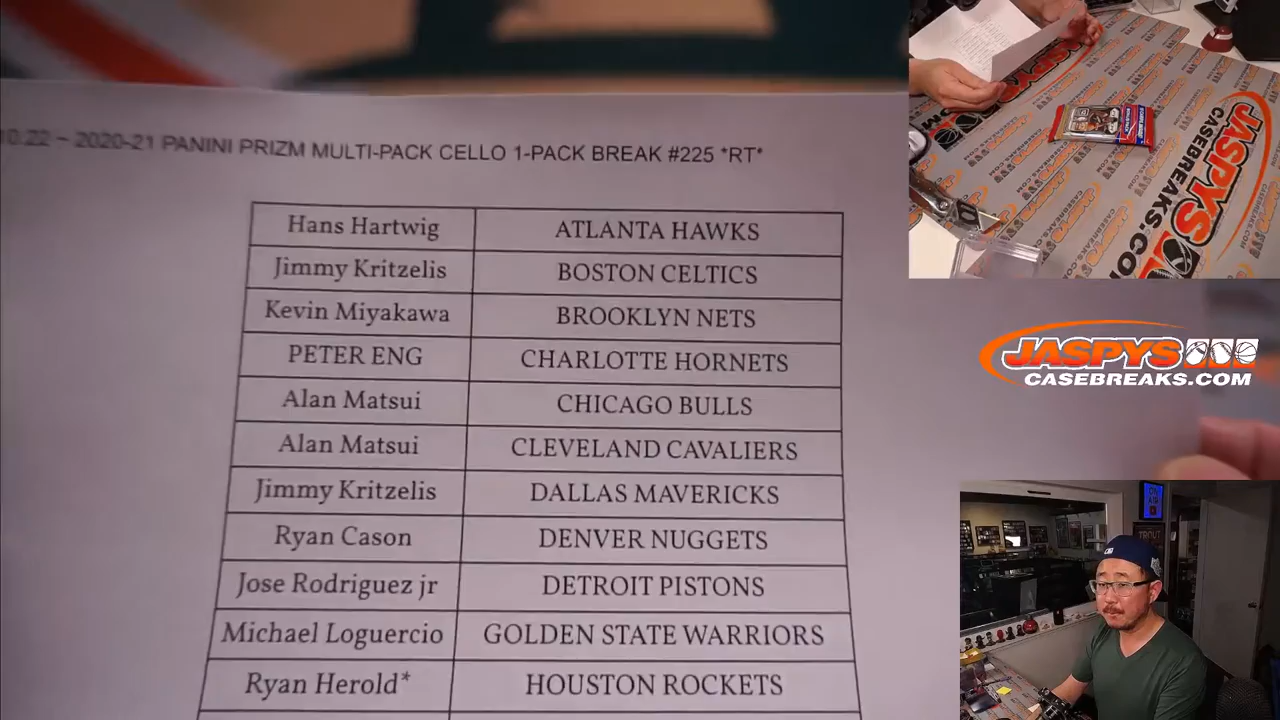 0.22 ~ 2020-21 PANINI PRIZM MULTI-PACK CELLO 1-PACK BREAK #225 *RT*
Hans Hartwig ATLANTA HAWKS
Jimmy Kritzelis BOSTON CELTICS
Kevin Miyakawa BROOKLYN NETS
PETER ENG CHARLOTTE HORNETS
Alan Matsui CHICAGO BULLS
Alan Matsui CLEVELAND CAVALIERS
Jimmy Kritzelis DALLAS MAVERICKS
Ryan Cason DENVER NUGGETS
Jose Rodriguez jr DETROIT PISTONS
Michael Loguercio GOLDEN STATE WARRIORS
Ryan Herold* HOUSTON ROCKETS
JASPYS
CASEBREAKS.COM
JASPYS
CASEBREAKS.COM
TROUT